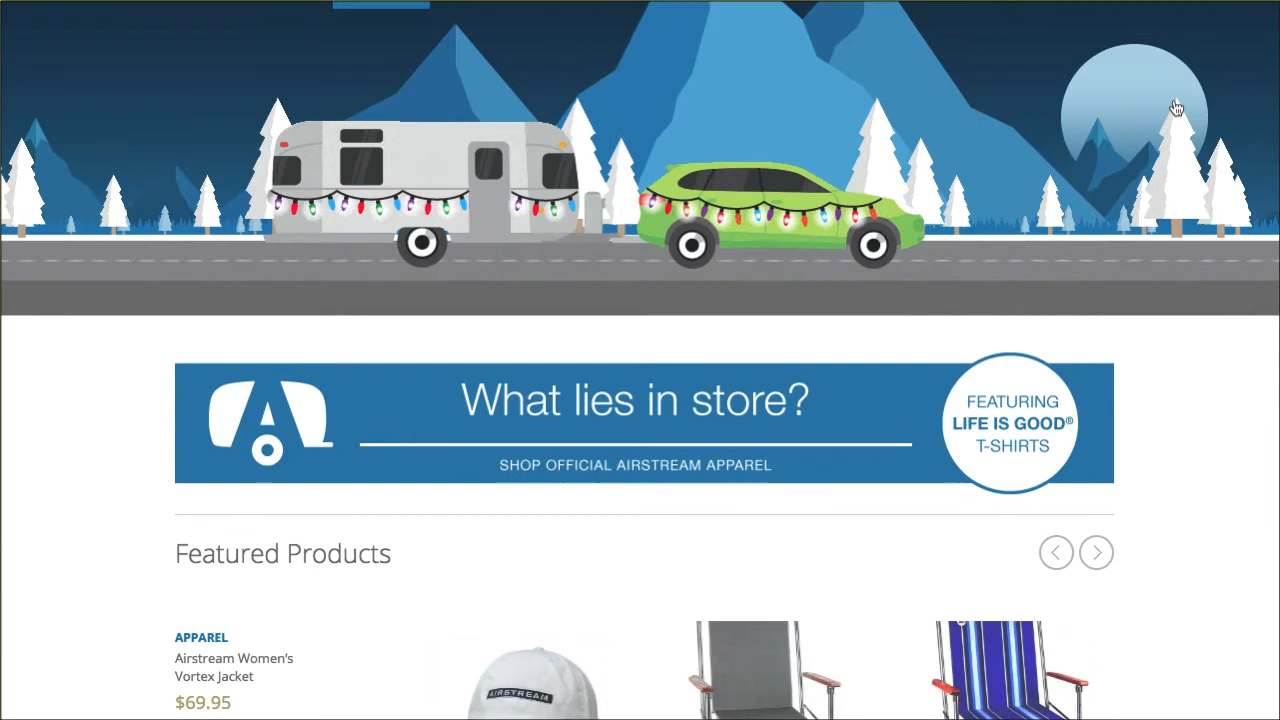 What lies in store?
SHOP OFFICIAL AIRSTREAM APPAREL
FEATURING
LIFE IS GOOD®
T-SHIRTS
Featured Products
APPAREL
Airstream Women's
Vortex Jacket
$69.95
AIRSTREAM